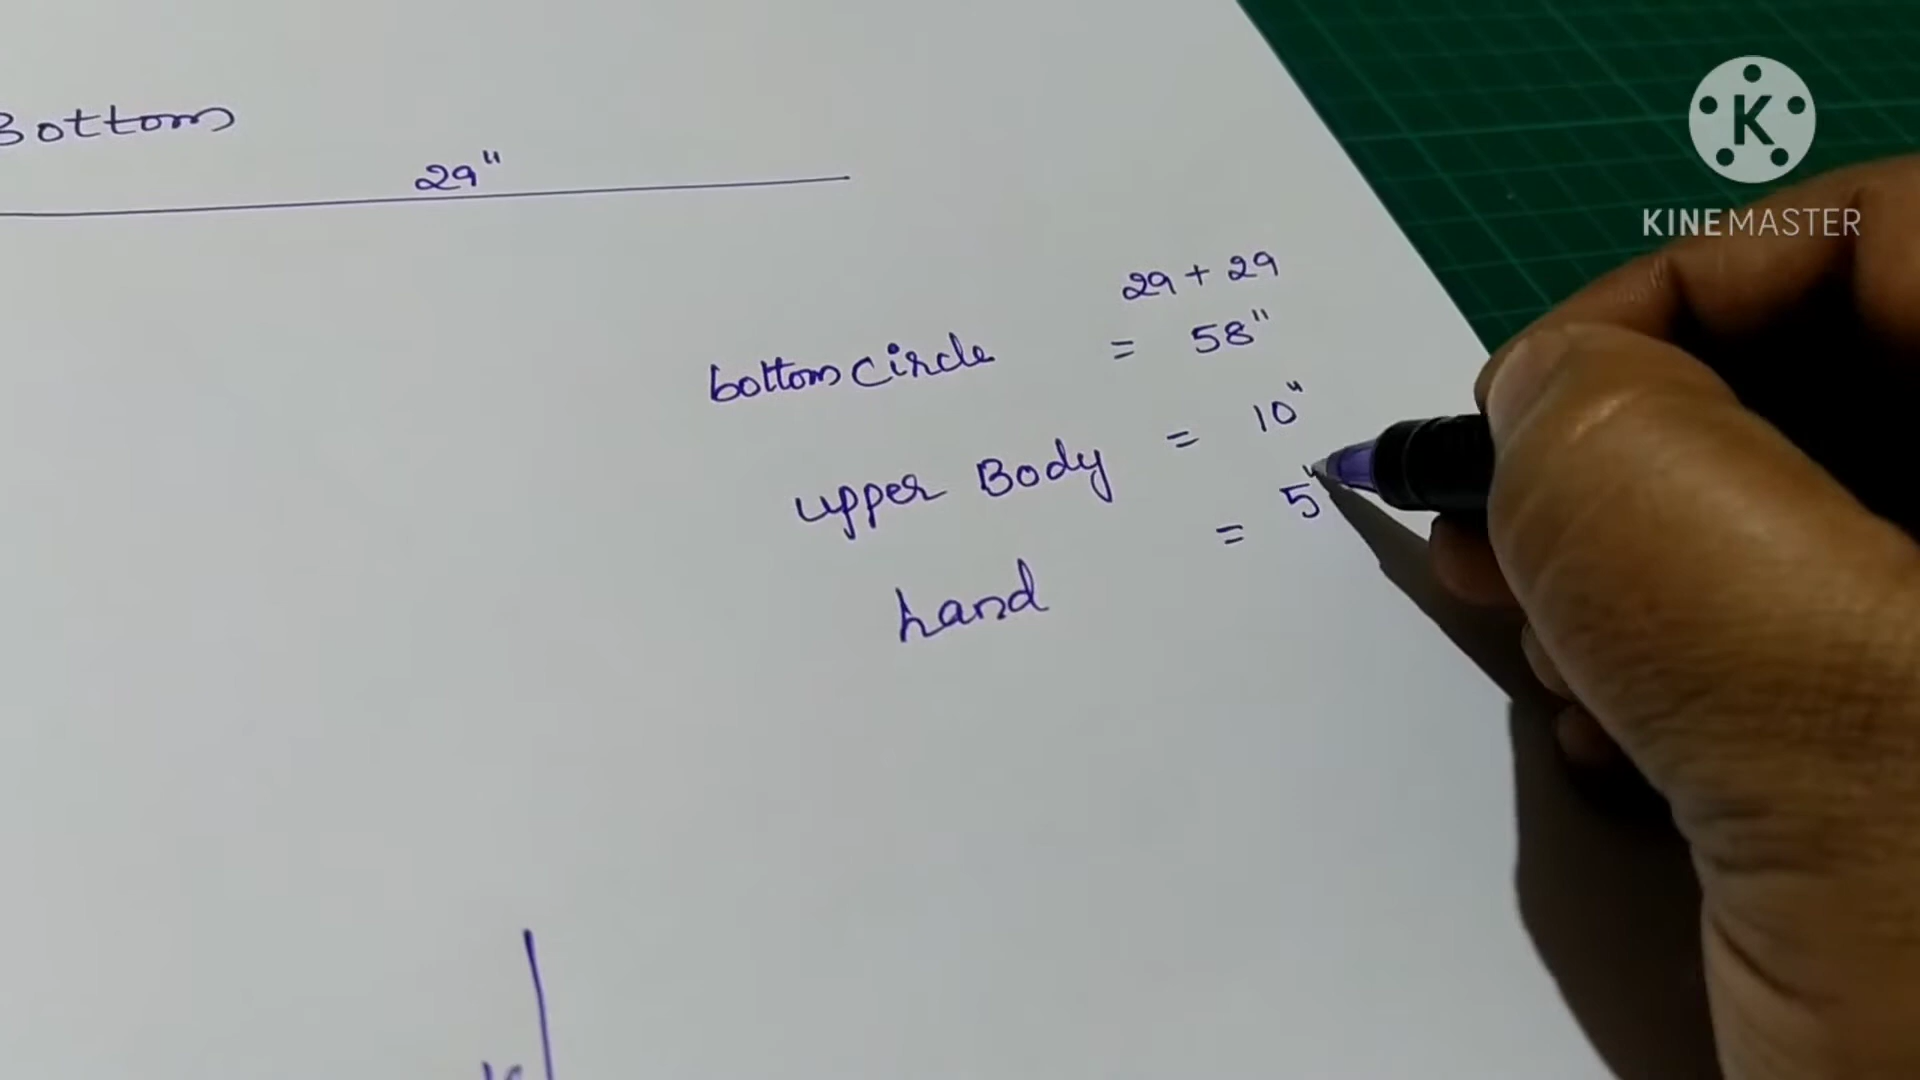 Bottom
29"
29 + 29
bottom circle = 58"
upper Body = 10"
hand = 5"
KINEMASTER